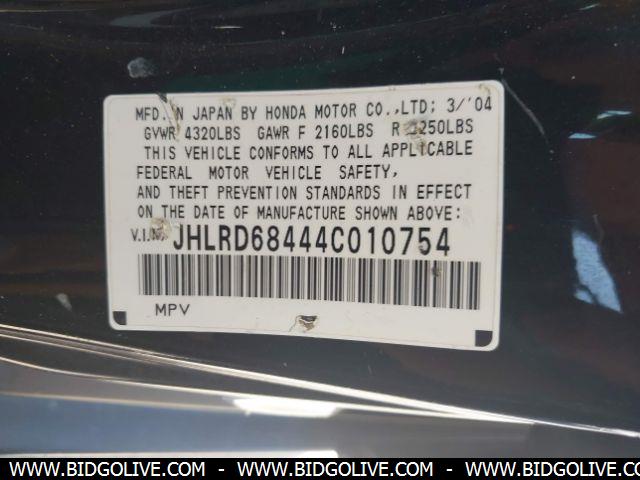 MFD. IN JAPAN BY HONDA MOTOR CO.,LTD; 3/'04
GVWR 4320LBS GAWR F 2160LBS R 2250LBS
THIS VEHICLE CONFORMS TO ALL APPLICABLE
FEDERAL MOTOR VEHICLE SAFETY,
AND THEFT PREVENTION STANDARDS IN EFFECT
ON THE DATE OF MANUFACTURE SHOWN ABOVE:
V.I.N. JHLRD68444C010754
MPV
WWW.BIDGOLIVE.COM - WWW.BIDGOLIVE.COM - WWW.BIDGOLIVE.COM